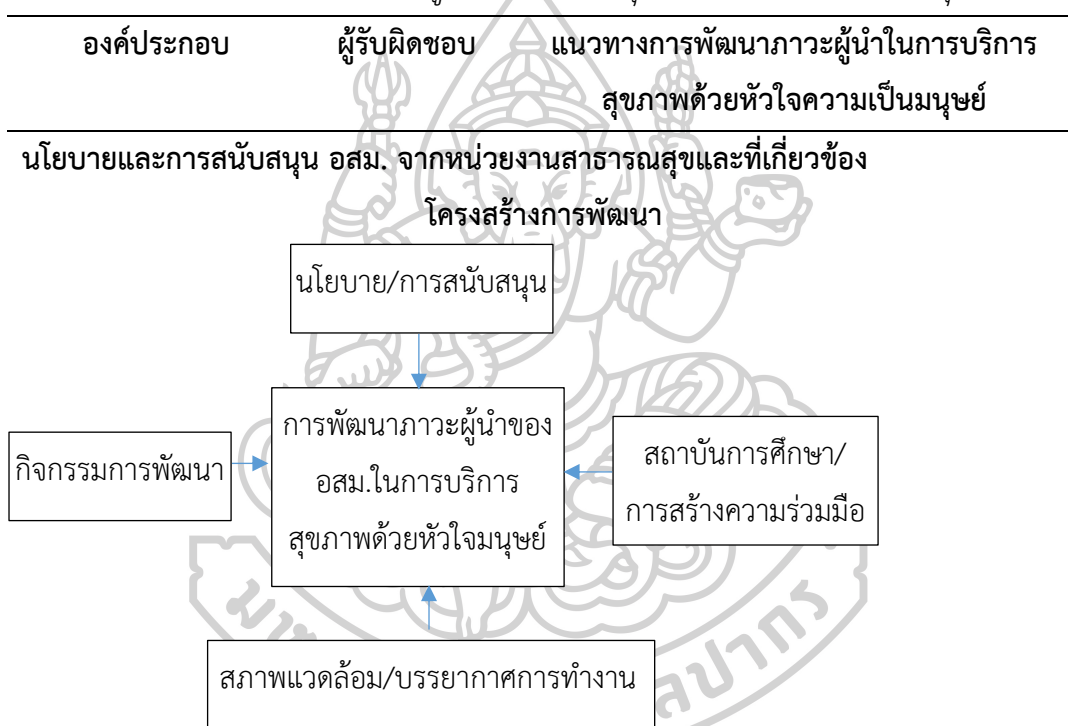 องค์ประกอบ ผู้รับผิดชอบ แนวทางการพัฒนาภาวะผู้นำในการบริการ
สุขภาพด้วยหัวใจความเป็นมนุษย์
นโยบายและการสนับสนุน อสม. จากหน่วยงานสาธารณสุขและที่เกี่ยวข้อง
โครงสร้างการพัฒนา
นโยบาย/การสนับสนุน
การพัฒนาภาวะผู้นำของ
อสม.ในการบริการ
สุขภาพด้วยหัวใจมนุษย์
กิจกรรมการพัฒนา
สถาบันการศึกษา/
การสร้างความร่วมมือ
สภาพแวดล้อม/บรรยากาศการทำงาน